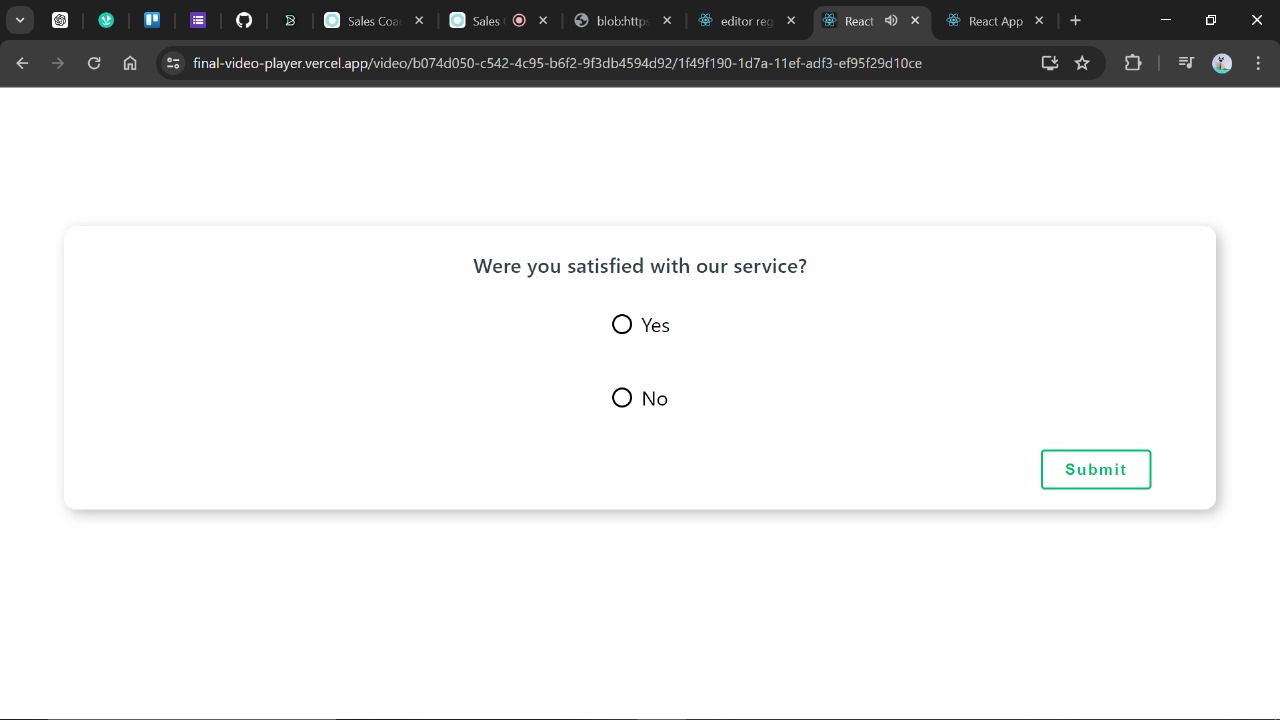 Sales Coa
Sales
blob:https
editor reg
React
React App
final-video-player.vercel.app/video/b074d050-c542-4c95-b6f2-9f3db4594d92/1f49f190-1d7a-11ef-adf3-ef95f29d10ce
Were you satisfied with our service?
Yes
No
Submit